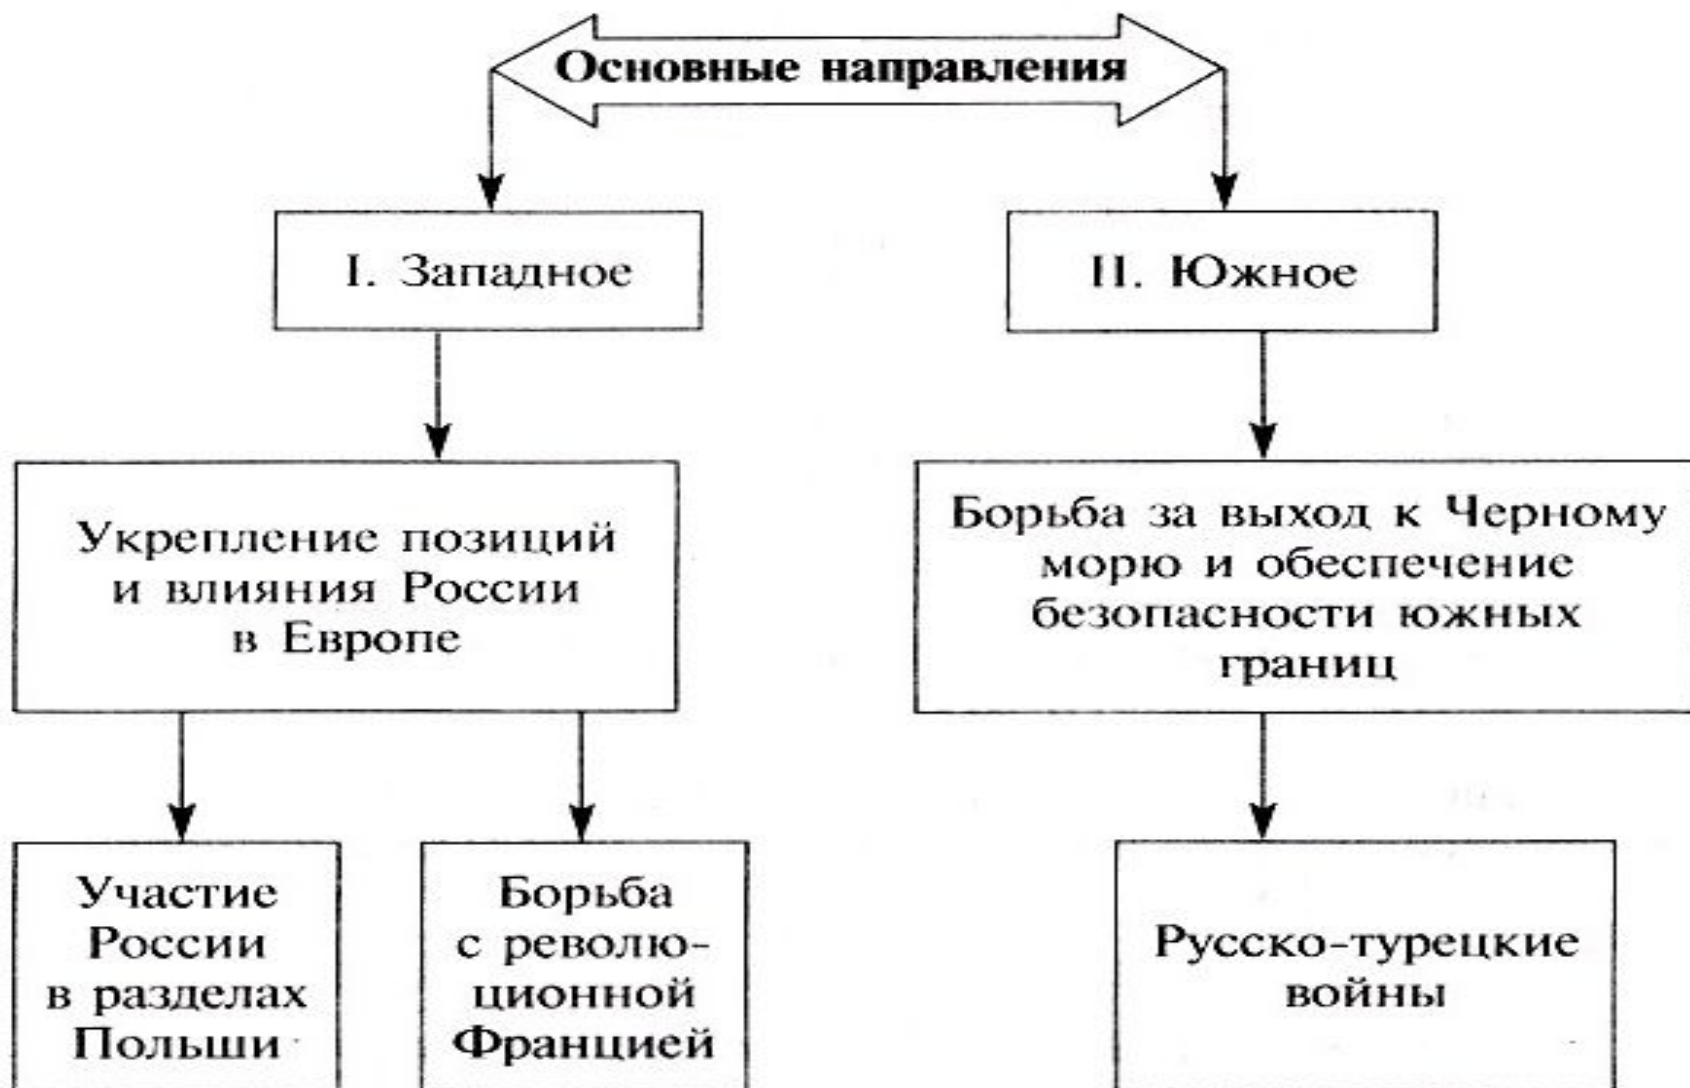 Основные направления
I. Западное
II. Южное
Укрепление позиций
и влияния России
в Европе
Борьба за выход к Черному
морю и обеспечение
безопасности южных
границ
Участие
России
в разделах
Польши
Борьба
с револю-
ционной
Францией
Русско-турецкие
войны